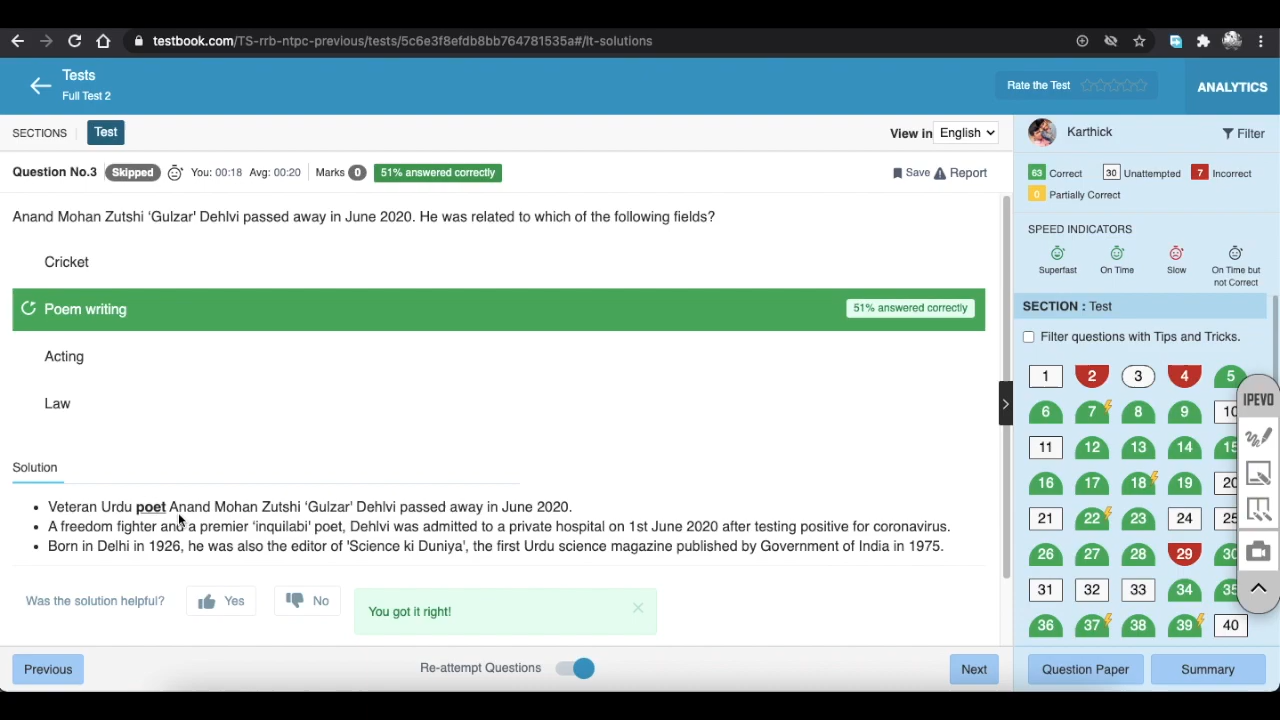 testbook.com/TS-rrb-ntpc-previous/tests/5c6e3f8efdb8bb764781535a#/lt-solutions
Tests
Full Test 2
Rate the Test
ANALYTICS
SECTIONS Test
View in English
Karthick
Filter
Question No.3 Skipped You: 00:18 Avg: 00:20 Marks 0 51% answered correctly
Save Report
63 Correct 30 Unattempted 7 Incorrect
0 Partially Correct
Anand Mohan Zutshi ‘Gulzar' Dehlvi passed away in June 2020. He was related to which of the following fields?
Cricket
Poem writing 51% answered correctly
Acting
Law
Solution
Veteran Urdu poet Anand Mohan Zutshi ‘Gulzar' Dehlvi passed away in June 2020.
A freedom fighter and a premier ‘inquilabi' poet, Dehlvi was admitted to a private hospital on 1st June 2020 after testing positive for coronavirus.
Born in Delhi in 1926, he was also the editor of 'Science ki Duniya', the first Urdu science magazine published by Government of India in 1975.
Was the solution helpful? Yes No
You got it right!
Previous
Re-attempt Questions
Next
SPEED INDICATORS
Superfast On Time Slow On Time but
not Correct
SECTION : Test
Filter questions with Tips and Tricks.
1 2 3 4 5
6 7 8 9 10
11 12 13 14 15
16 17 18 19 20
21 22 23 24 25
26 27 28 29 30
31 32 33 34 35
36 37 38 39 40
IPEVO
Question Paper Summary